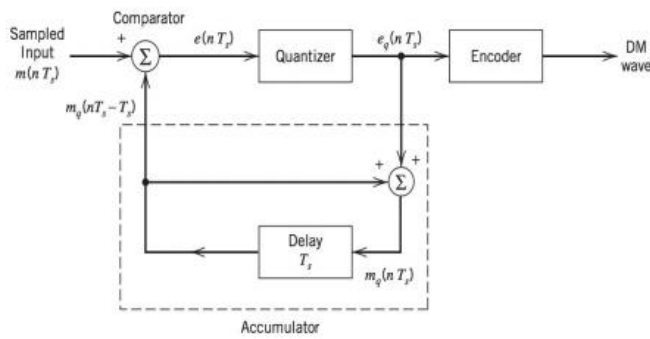 Comparator
Sampled
Input
m(nTs)
+
Σ
e(nTs)
Quantizer
eq(nTs)
Encoder
DM
wave
mq(nTs−Ts)
+
+
Σ
Delay
Ts
mq(nTs)
Accumulator